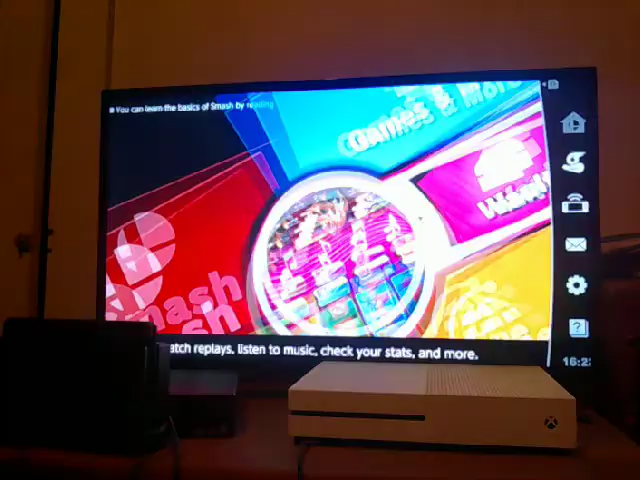 You can learn the basics of Smash by reading
Games & More
Vault
Smash
atch replays, listen to music, check your stats, and more.
16:2